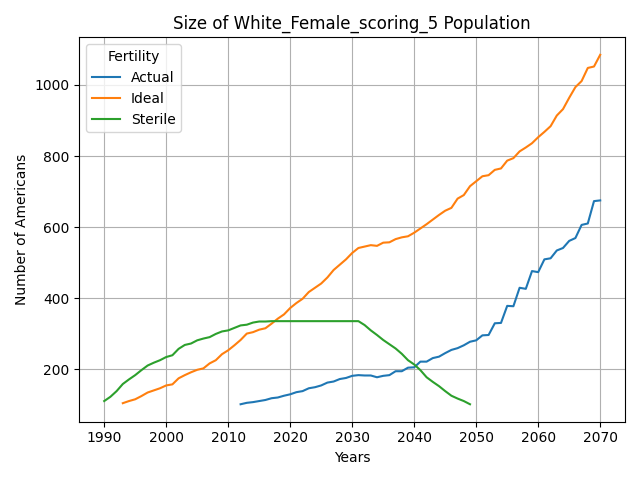 Size of White_Female_scoring_5 Population
Fertility
Actual
Ideal
Sterile
Number of Americans
1000
800
600
400
200
1990 2000 2010 2020 2030 2040 2050 2060 2070
Years